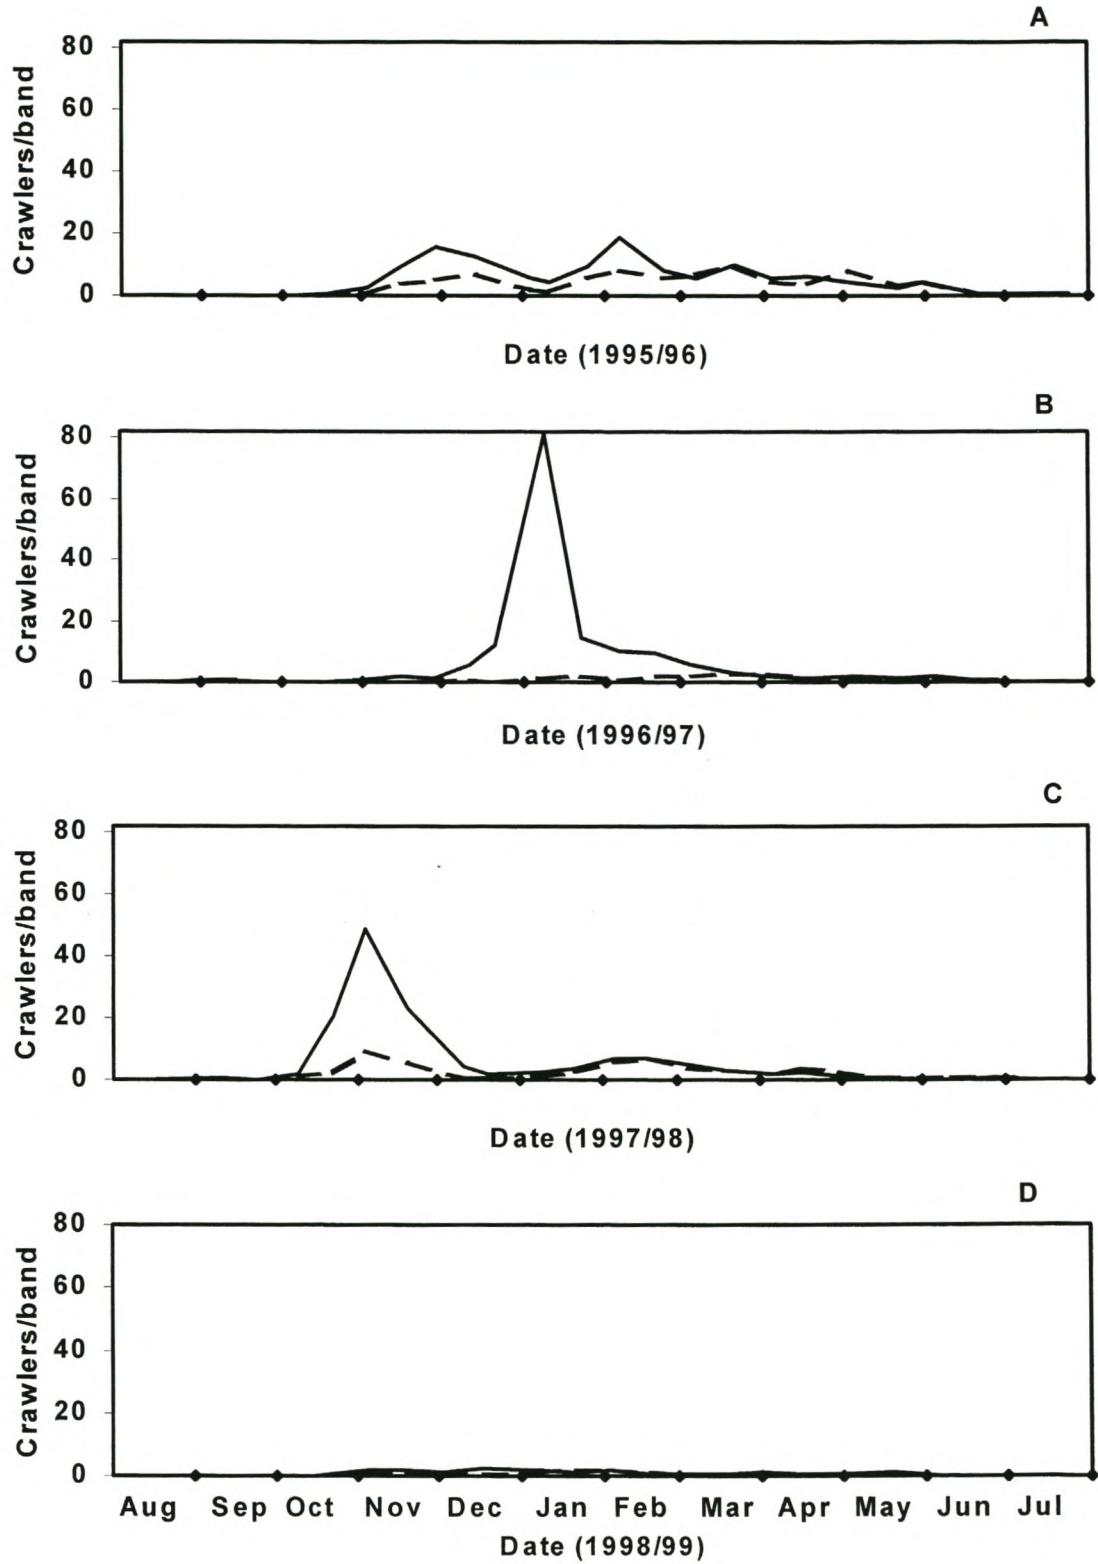 A
Crawlers/band
80
60
40
20
0
Date (1995/96)
B
Crawlers/band
80
60
40
20
0
Date (1996/97)
C
Crawlers/band
80
60
40
20
0
Date (1997/98)
D
Crawlers/band
80
60
40
20
0
Aug Sep Oct Nov Dec Jan Feb Mar Apr May Jun Jul
Date (1998/99)